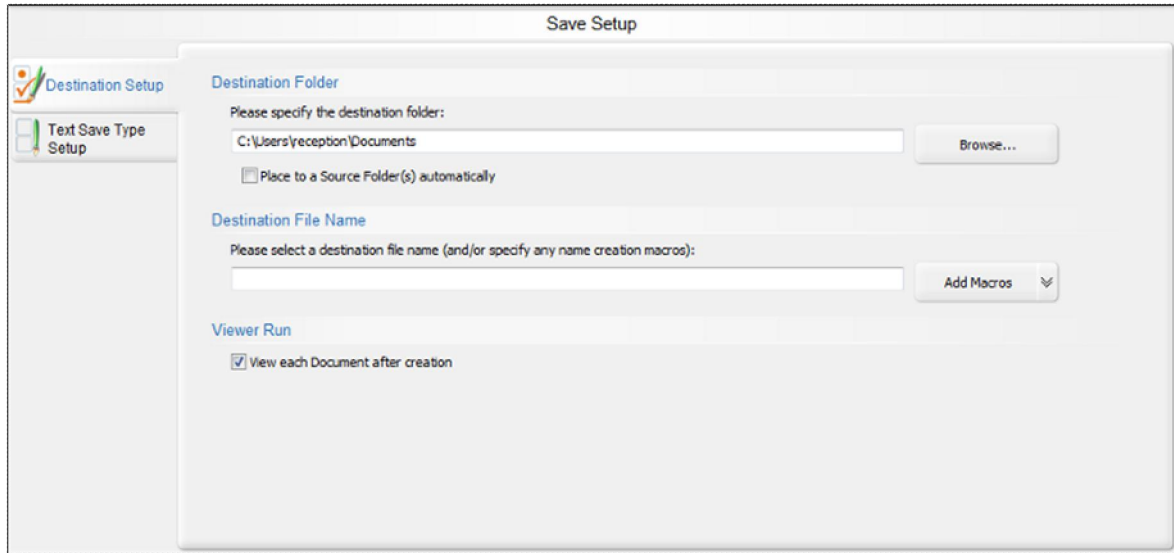 Save Setup
Destination Setup
Text Save Type
Setup
Destination Folder
Please specify the destination folder:
C:\Users\reception\Documents
Browse...
Place to a Source Folder(s) automatically
Destination File Name
Please select a destination file name (and/or specify any name creation macros):
Add Macros
Viewer Run
View each Document after creation